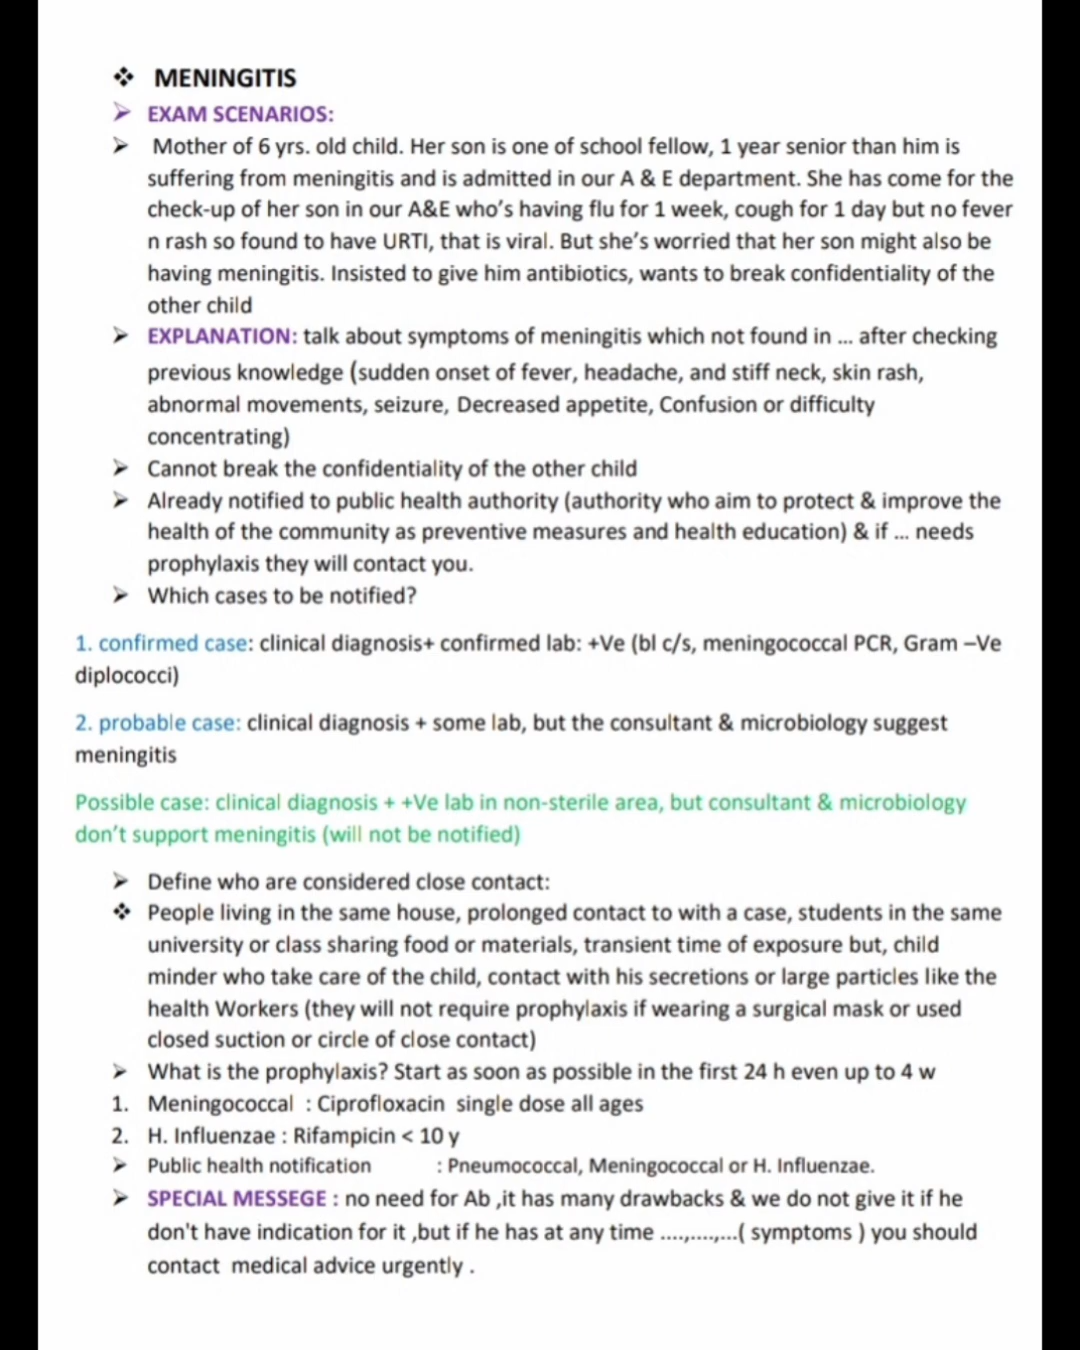 ❖ MENINGITIS
➢ EXAM SCENARIOS:
➢ Mother of 6 yrs. old child. Her son is one of school fellow, 1 year senior than him is
suffering from meningitis and is admitted in our A & E department. She has come for the
check-up of her son in our A&E who's having flu for 1 week, cough for 1 day but no fever
n rash so found to have URTI, that is viral. But she's worried that her son might also be
having meningitis. Insisted to give him antibiotics, wants to break confidentiality of the
other child
➢ EXPLANATION: talk about symptoms of meningitis which not found in ... after checking
previous knowledge (sudden onset of fever, headache, and stiff neck, skin rash,
abnormal movements, seizure, Decreased appetite, Confusion or difficulty
concentrating)
➢ Cannot break the confidentiality of the other child
➢ Already notified to public health authority (authority who aim to protect & improve the
health of the community as preventive measures and health education) & if ... needs
prophylaxis they will contact you.
➢ Which cases to be notified?
1. confirmed case: clinical diagnosis+ confirmed lab: +Ve (bl c/s, meningococcal PCR, Gram –Ve
diplococci)
2. probable case: clinical diagnosis + some lab, but the consultant & microbiology suggest
meningitis
Possible case: clinical diagnosis + +Ve lab in non-sterile area, but consultant & microbiology
don't support meningitis (will not be notified)
➢ Define who are considered close contact:
❖ People living in the same house, prolonged contact to with a case, students in the same
university or class sharing food or materials, transient time of exposure but, child
minder who take care of the child, contact with his secretions or large particles like the
health Workers (they will not require prophylaxis if wearing a surgical mask or used
closed suction or circle of close contact)
➢ What is the prophylaxis? Start as soon as possible in the first 24 h even up to 4 w
1. Meningococcal : Ciprofloxacin single dose all ages
2. H. Influenzae : Rifampicin < 10 y
➢ Public health notification : Pneumococcal, Meningococcal or H. Influenzae.
➢ SPECIAL MESSEGE : no need for Ab ,it has many drawbacks & we do not give it if he
don't have indication for it ,but if he has at any time ....,....,...( symptoms ) you should
contact medical advice urgently .